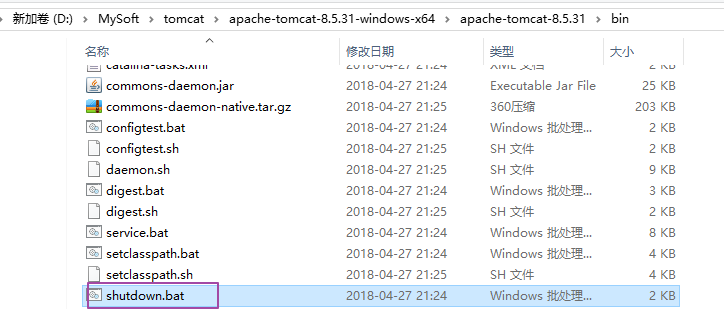 新加卷 (D:) › MySoft › tomcat › apache-tomcat-8.5.31-windows-x64 › apache-tomcat-8.5.31 › bin
名称 修改日期 类型 大小
catalina-tasks.xml 2018-04-27 21:24 XML 文档 2 KB
commons-daemon.jar 2018-04-27 21:24 Executable Jar File 25 KB
commons-daemon-native.tar.gz 2018-04-27 21:25 360压缩 203 KB
configtest.bat 2018-04-27 21:24 Windows 批处理... 2 KB
configtest.sh 2018-04-27 21:25 SH 文件 2 KB
daemon.sh 2018-04-27 21:25 SH 文件 9 KB
digest.bat 2018-04-27 21:24 Windows 批处理... 3 KB
digest.sh 2018-04-27 21:25 SH 文件 2 KB
service.bat 2018-04-27 21:24 Windows 批处理... 8 KB
setclasspath.bat 2018-04-27 21:24 Windows 批处理... 4 KB
setclasspath.sh 2018-04-27 21:25 SH 文件 4 KB
shutdown.bat 2018-04-27 21:24 Windows 批处理... 2 KB